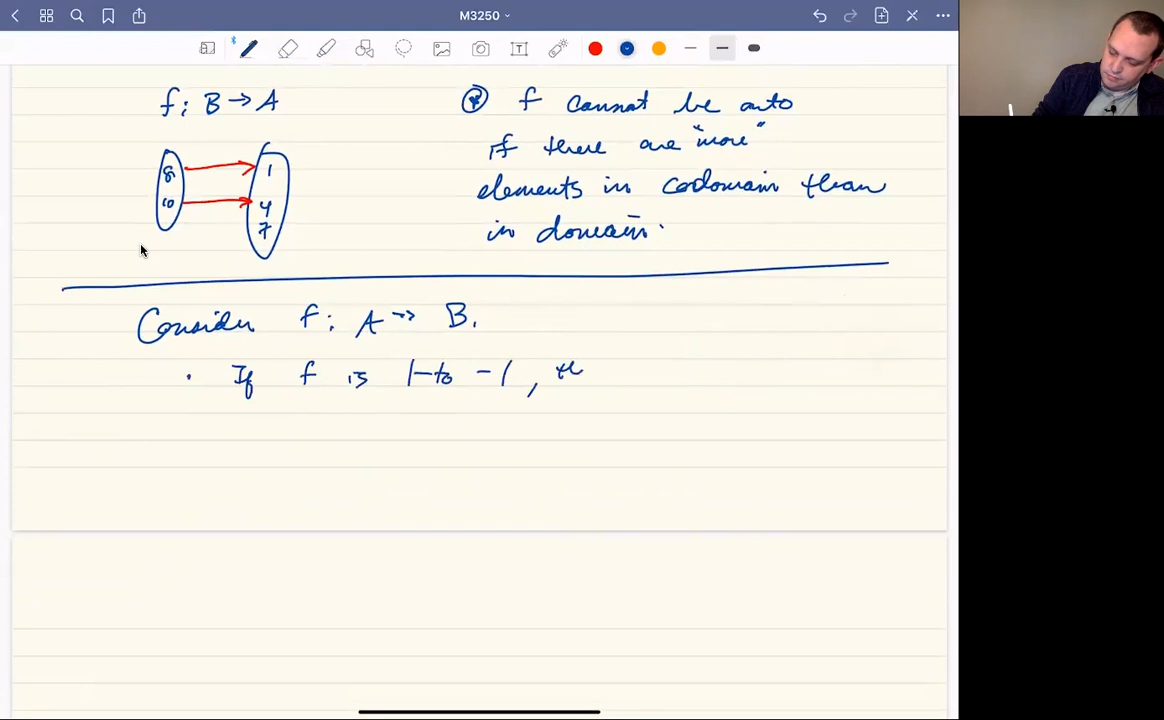 M3250
f: B → A
8
10
1
4
7
⊛ f cannot be onto
if there are "more"
elements in codomain than
in domain.
Consider f: A → B.
· If f is 1-to-1, th